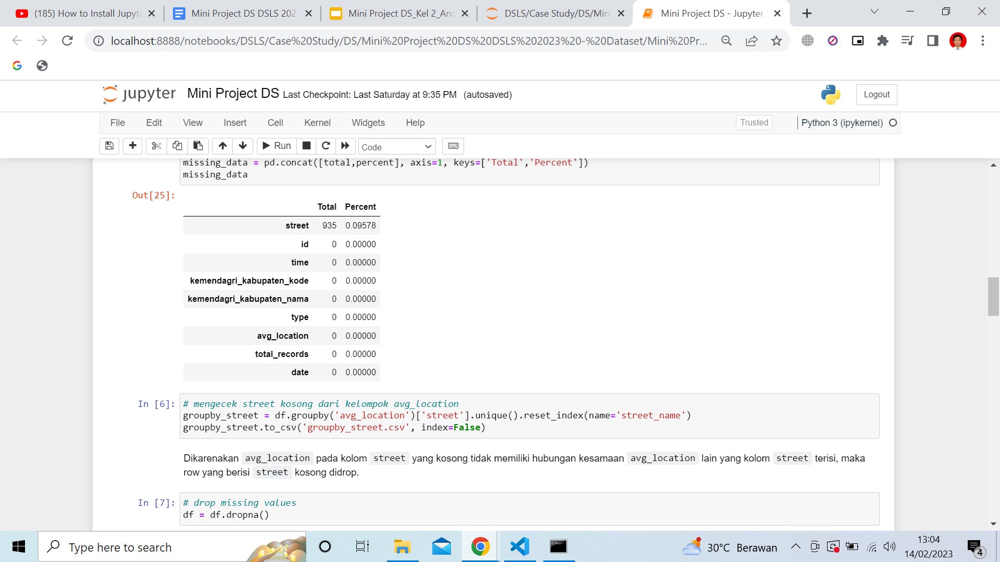 (185) How to Install Jupyte
Mini Project DS DSLS 202
Mini Project DS_Kel 2_And
DSLS/Case Study/DS/Mini
Mini Project DS - Jupyter
localhost:8888/notebooks/DSLS/Case%20Study/DS/Mini%20Project%20DS%20DSLS%202023%20-%20Dataset/Mini%20Pr...
jupyter Mini Project DS Last Checkpoint: Last Saturday at 9:35 PM (autosaved)
Logout
File Edit View Insert Cell Kernel Widgets Help
Trusted
Python 3 (ipykernel)
Run
Code
missing_data = pd.concat([total,percent], axis=1, keys=['Total','Percent'])
missing_data
Out[25]:
Total Percent
street 935 0.09578
id 0 0.00000
time 0 0.00000
kemendagri_kabupaten_kode 0 0.00000
kemendagri_kabupaten_nama 0 0.00000
type 0 0.00000
avg_location 0 0.00000
total_records 0 0.00000
date 0 0.00000
In [6]: # mengecek street kosong dari kelompok avg_location
groupby_street = df.groupby('avg_location')['street'].unique().reset_index(name='street_name')
groupby_street.to_csv('groupby_street.csv', index=False)
Dikarenakan avg_location pada kolom street yang kosong tidak memiliki hubungan kesamaan avg_location lain yang kolom street terisi, maka
row yang berisi street kosong didrop.
In [7]: # drop missing values
df = df.dropna()
Type here to search
30°C Berawan
13:04
14/02/2023
4